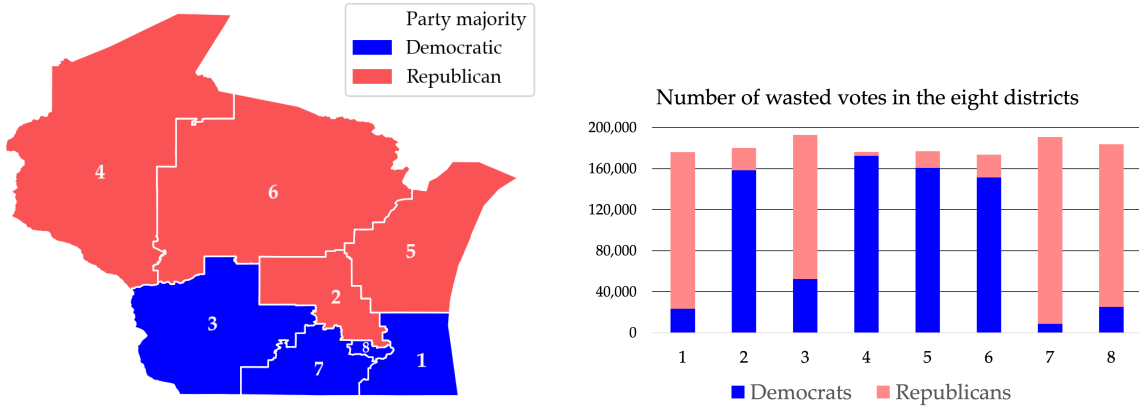 Party majority
Democratic
Republican
4
6
5
2
3
8
1
7
Number of wasted votes in the eight districts
200,000
160,000
120,000
80,000
40,000
0
1 2 3 4 5 6 7 8
Democrats Republicans